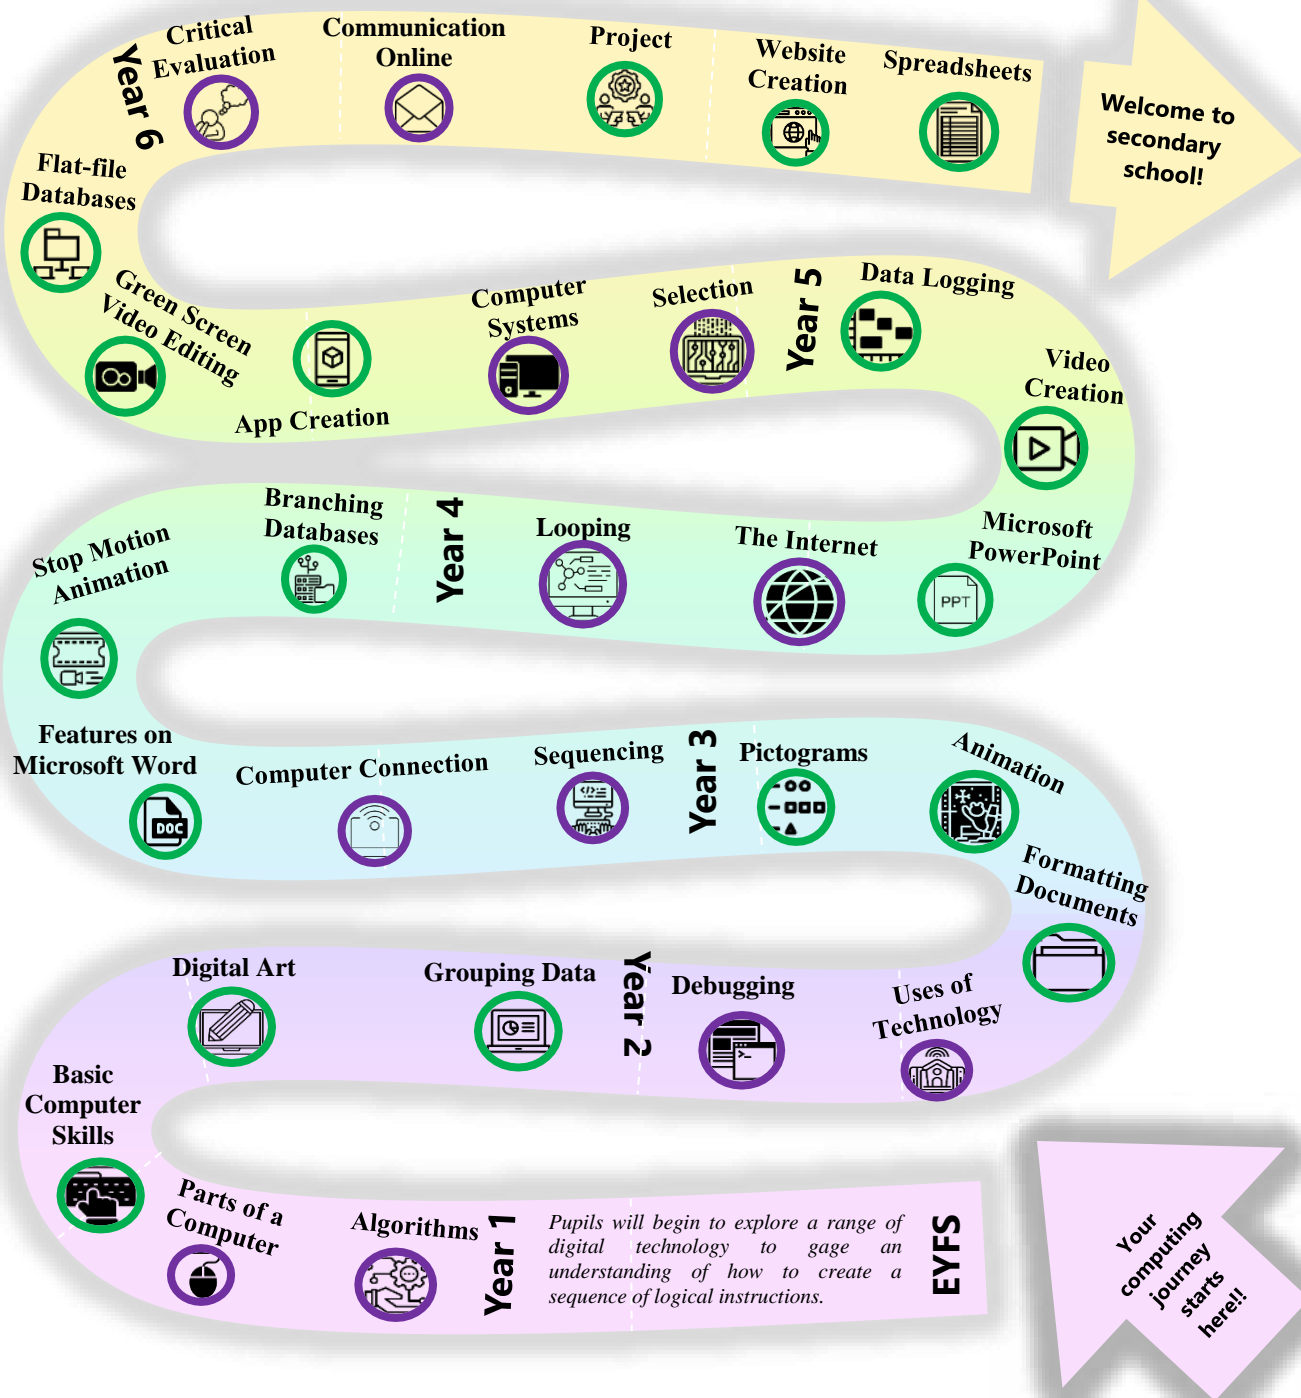 Critical
Evaluation
Communication
Online
Project
Website
Creation
Spreadsheets
Welcome to
secondary
school!
Year 6
Flat-file
Databases
Green Screen
Video Editing
App Creation
Computer
Systems
Selection
Year 5
Data Logging
Video
Creation
Microsoft
PowerPoint
PPT
The Internet
Looping
Year 4
Branching
Databases
Stop Motion
Animation
Features on
Microsoft Word
DOC
Computer Connection
Sequencing
Year 3
Pictograms
Animation
Formatting
Documents
Uses of
Technology
Debugging
Year 2
Grouping Data
Digital Art
Basic
Computer
Skills
Parts of a
Computer
Algorithms
Year 1
Pupils will begin to explore a range of
digital technology to gage an
understanding of how to create a
sequence of logical instructions.
EYFS
Your
computing
journey
starts
here!!